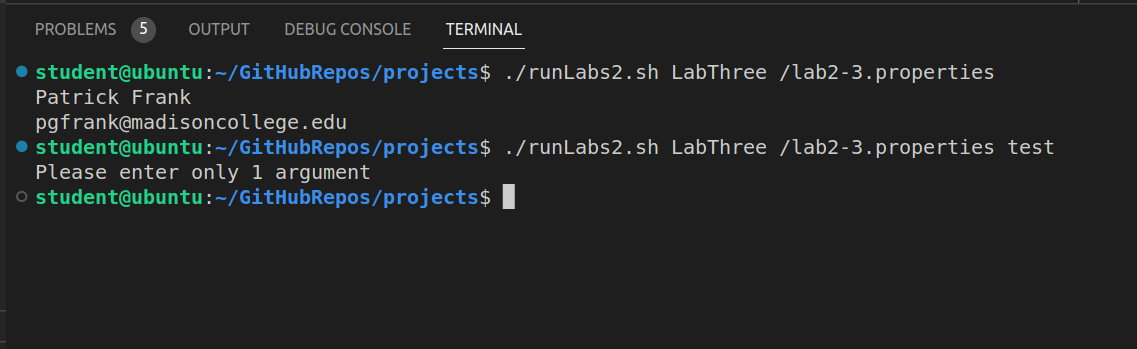 PROBLEMS 5 OUTPUT DEBUG CONSOLE TERMINAL
student@ubuntu:~/GitHubRepos/projects$ ./runLabs2.sh LabThree /lab2-3.properties
Patrick Frank
pgfrank@madisoncollege.edu
student@ubuntu:~/GitHubRepos/projects$ ./runLabs2.sh LabThree /lab2-3.properties test
Please enter only 1 argument
student@ubuntu:~/GitHubRepos/projects$